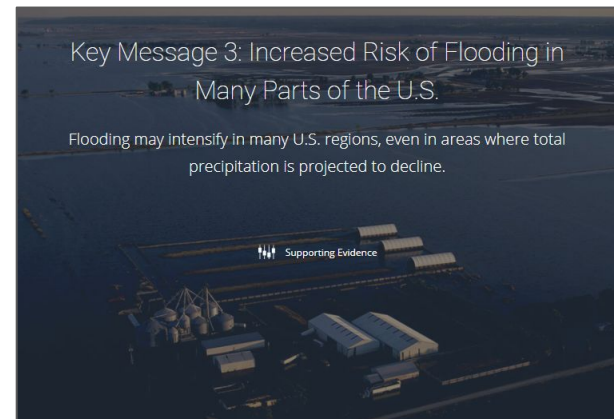 Key Message 3: Increased Risk of Flooding in
Many Parts of the U.S.
Flooding may intensify in many U.S. regions, even in areas where total
precipitation is projected to decline.
Supporting Evidence